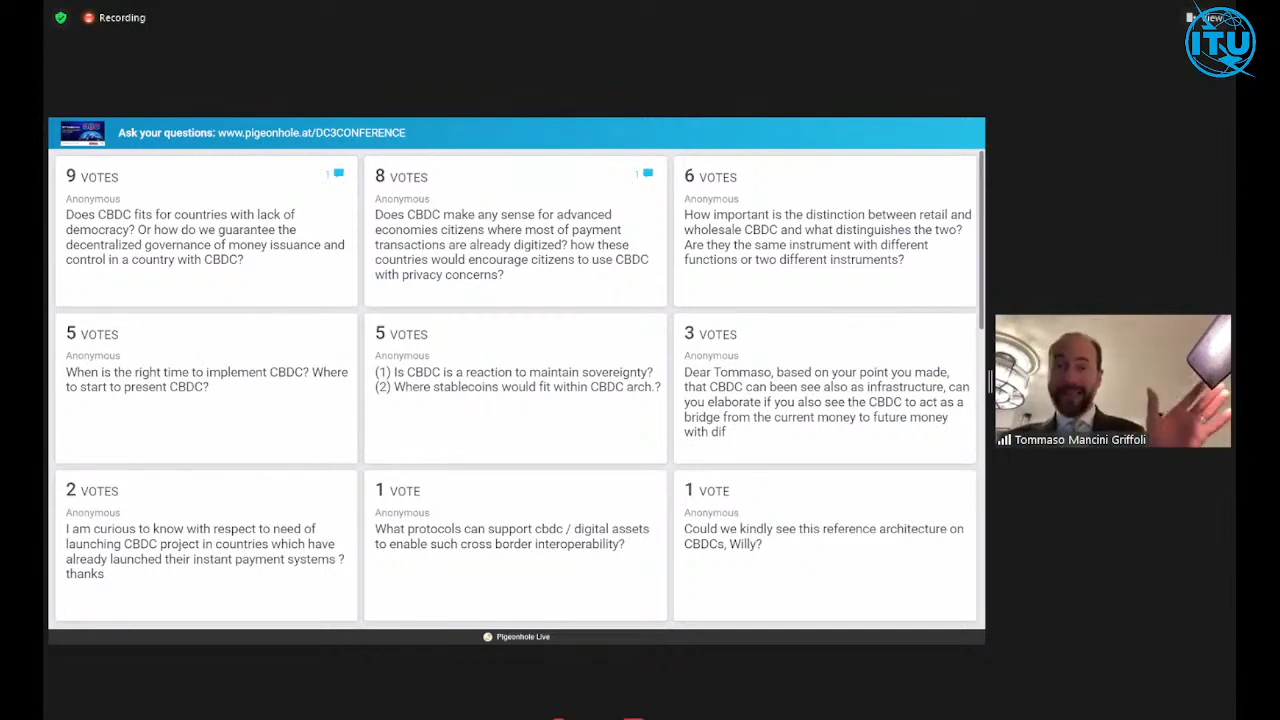 Recording
View
ITU
Ask your questions: www.pigeonhole.at/DC3CONFERENCE
9 VOTES
1
Anonymous
Does CBDC fits for countries with lack of
democracy? Or how do we guarantee the
decentralized governance of money issuance and
control in a country with CBDC?
8 VOTES
1
Anonymous
Does CBDC make any sense for advanced
economies citizens where most of payment
transactions are already digitized? how these
countries would encourage citizens to use CBDC
with privacy concerns?
6 VOTES
Anonymous
How important is the distinction between retail and
wholesale CBDC and what distinguishes the two?
Are they the same instrument with different
functions or two different instruments?
5 VOTES
Anonymous
When is the right time to implement CBDC? Where
to start to present CBDC?
5 VOTES
Anonymous
(1) Is CBDC is a reaction to maintain sovereignty?
(2) Where stablecoins would fit within CBDC arch.?
3 VOTES
Anonymous
Dear Tommaso, based on your point you made,
that CBDC can been see also as infrastructure, can
you elaborate if you also see the CBDC to act as a
bridge from the current money to future money
with dif
2 VOTES
Anonymous
I am curious to know with respect to need of
launching CBDC project in countries which have
already launched their instant payment systems ?
thanks
1 VOTE
Anonymous
What protocols can support cbdc / digital assets
to enable such cross border interoperability?
1 VOTE
Anonymous
Could we kindly see this reference architecture on
CBDCs, Willy?
Tommaso Mancini Griffoli
Pigeonhole Live